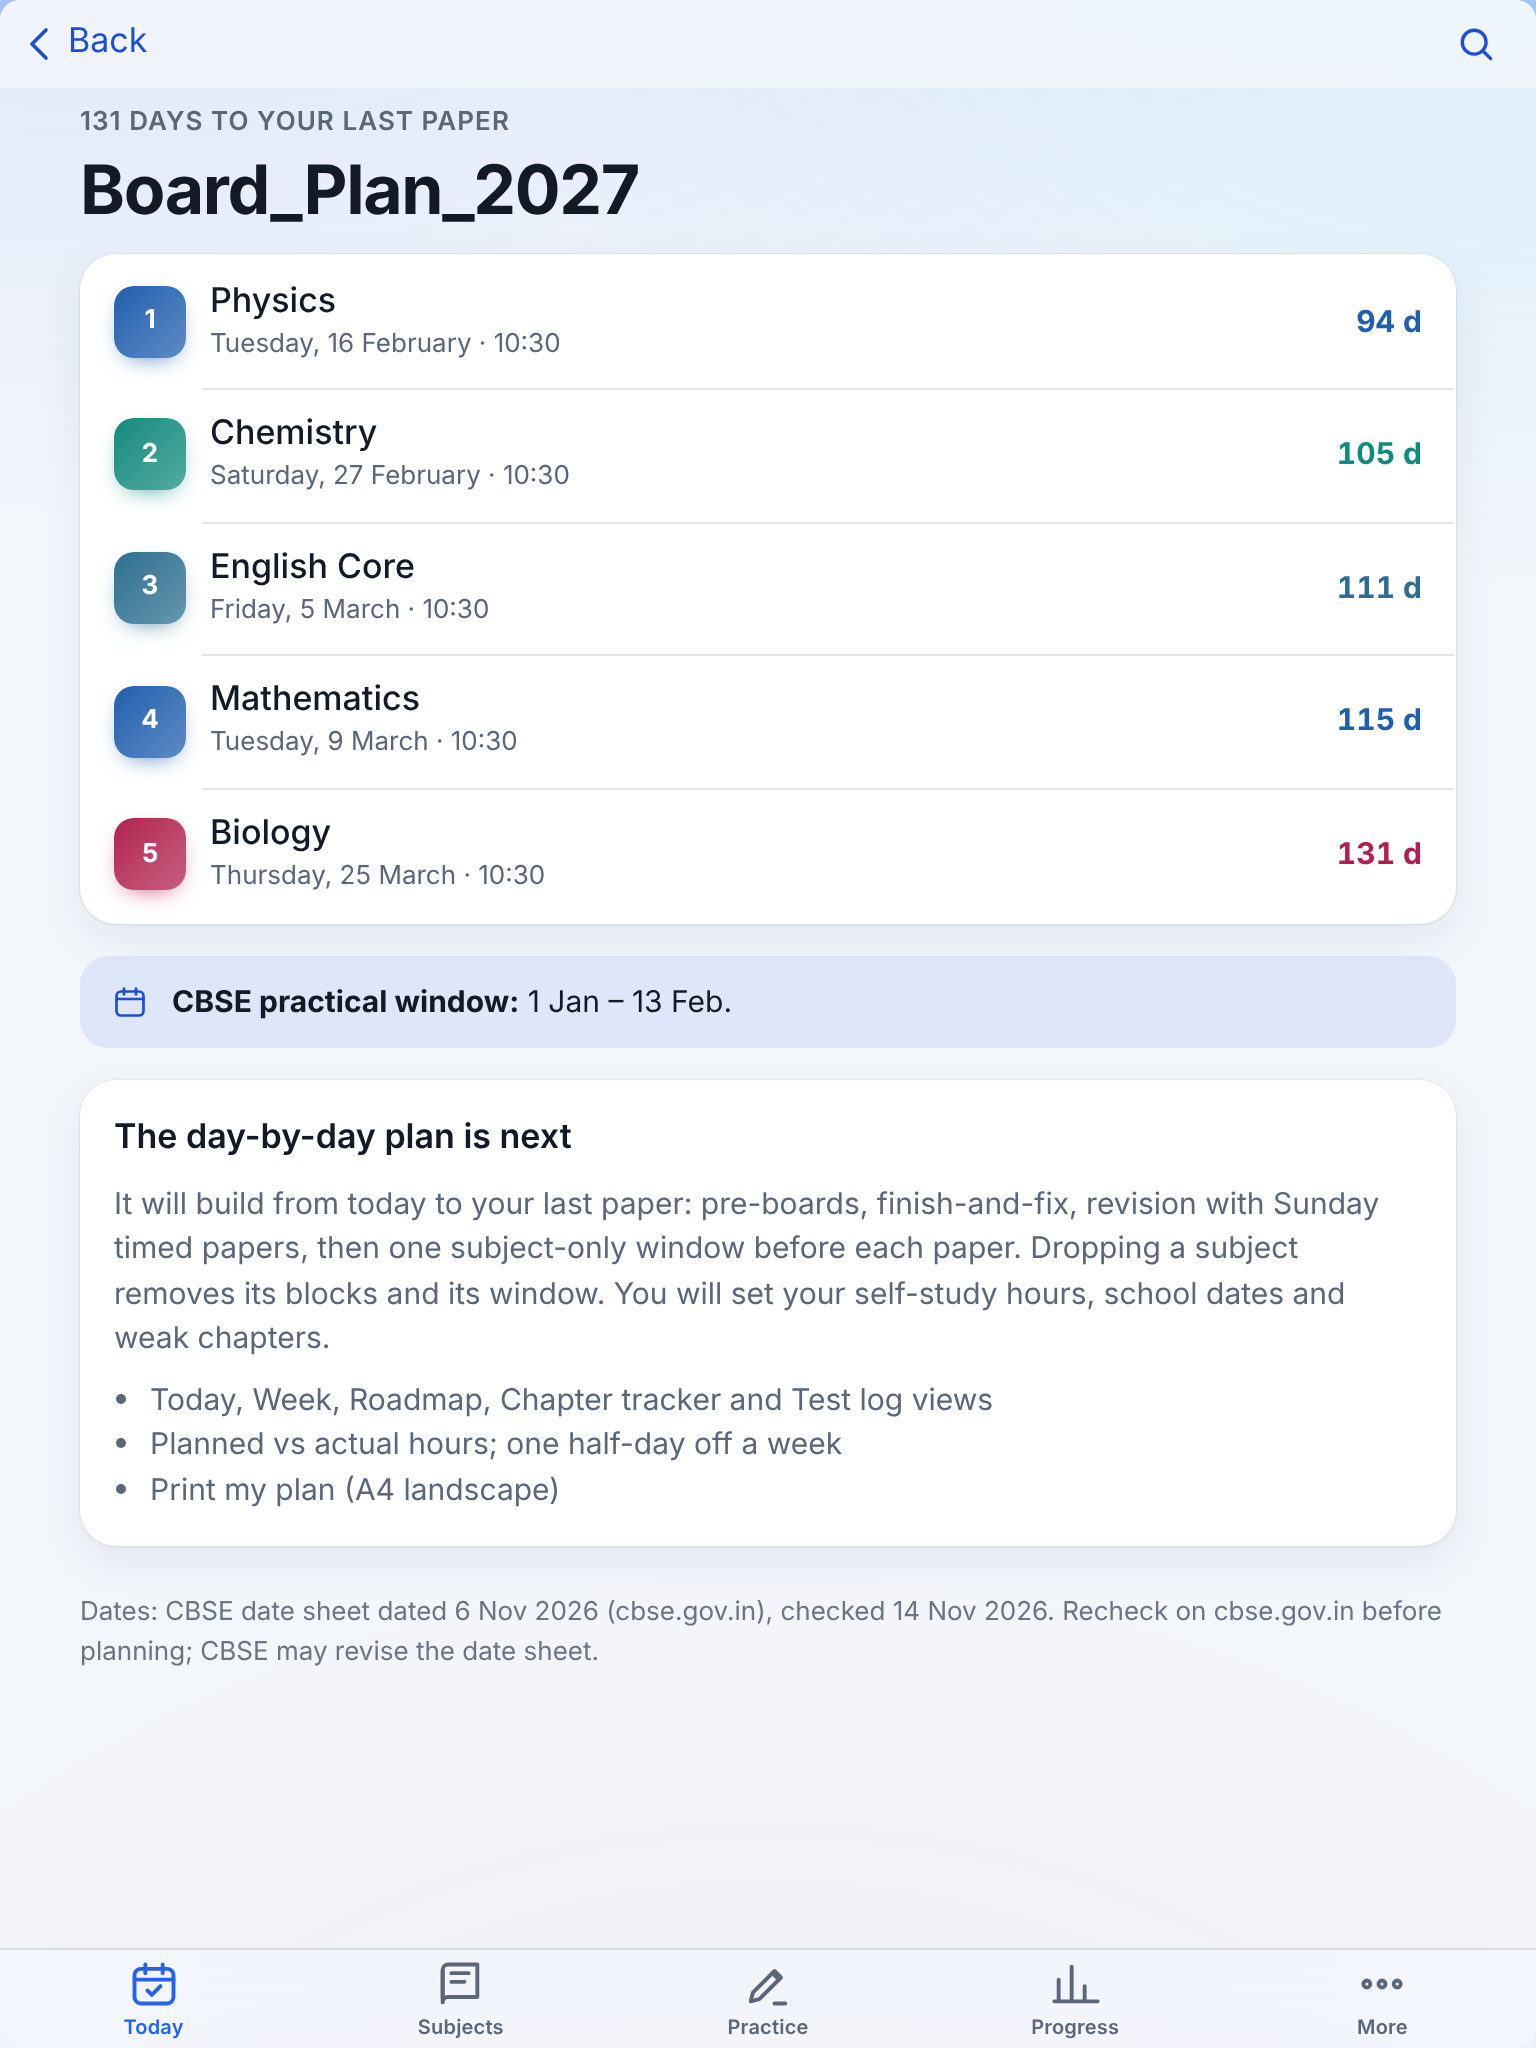 Back
131 DAYS TO YOUR LAST PAPER
Board_Plan_2027
1
Physics
Tuesday, 16 February · 10:30
94 d
2
Chemistry
Saturday, 27 February · 10:30
105 d
3
English Core
Friday, 5 March · 10:30
111 d
4
Mathematics
Tuesday, 9 March · 10:30
115 d
5
Biology
Thursday, 25 March · 10:30
131 d
CBSE practical window: 1 Jan – 13 Feb.
The day-by-day plan is next
It will build from today to your last paper: pre-boards, finish-and-fix, revision with Sunday
timed papers, then one subject-only window before each paper. Dropping a subject
removes its blocks and its window. You will set your self-study hours, school dates and
weak chapters.
• Today, Week, Roadmap, Chapter tracker and Test log views
• Planned vs actual hours; one half-day off a week
• Print my plan (A4 landscape)
Dates: CBSE date sheet dated 6 Nov 2026 (cbse.gov.in), checked 14 Nov 2026. Recheck on cbse.gov.in before
planning; CBSE may revise the date sheet.
Today
Subjects
Practice
Progress
More